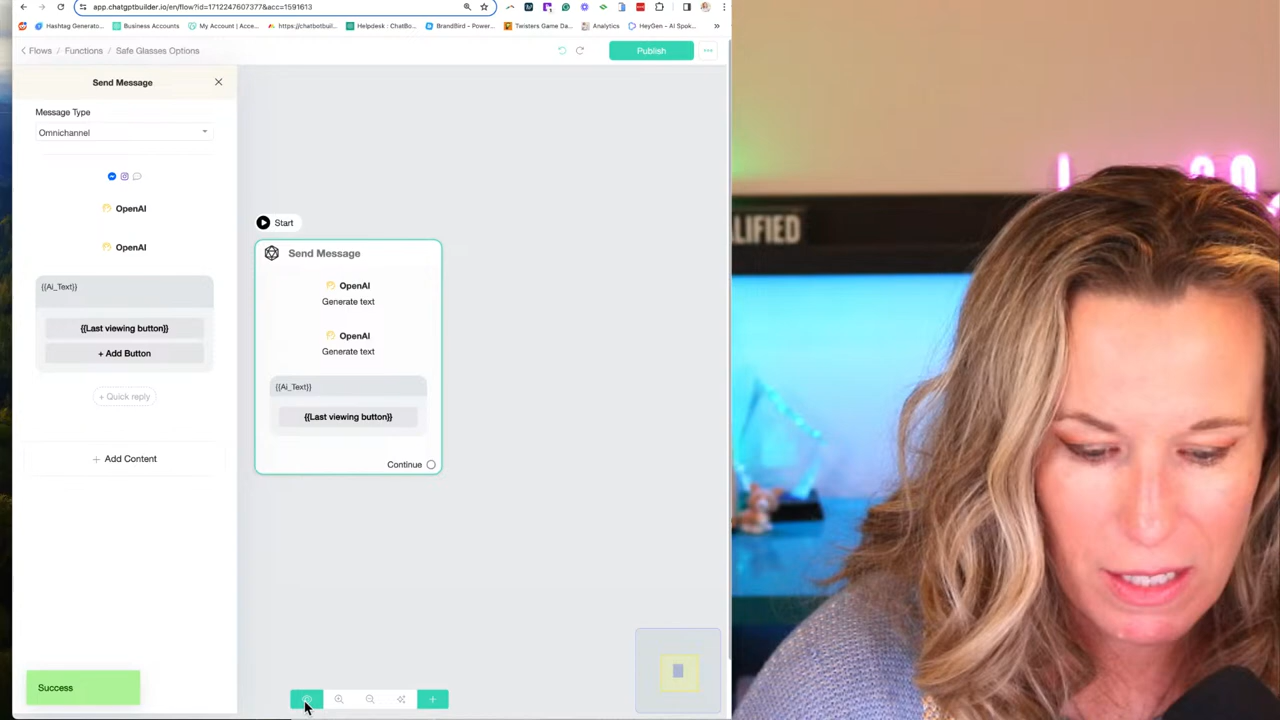 app.chatgptbuilder.io/en/flow?id=1712247607377&acc=1591613
Hashtag Generato...
Business Accounts
My Account | Acce...
https://chatbotbuil...
Helpdesk : ChatBo...
BrandBird – Power...
Twisters Game Da...
Analytics
HeyGen - AI Spok...
Flows / Functions / Safe Glasses Options
Publish
Send Message
Message Type
Omnichannel
OpenAI
OpenAI
{{Ai_Text}}
{{Last viewing button}}
+ Add Button
+ Quick reply
+ Add Content
Success
Start
Send Message
OpenAI
Generate text
OpenAI
Generate text
{{Ai_Text}}
{{Last viewing button}}
Continue
ALIFIED